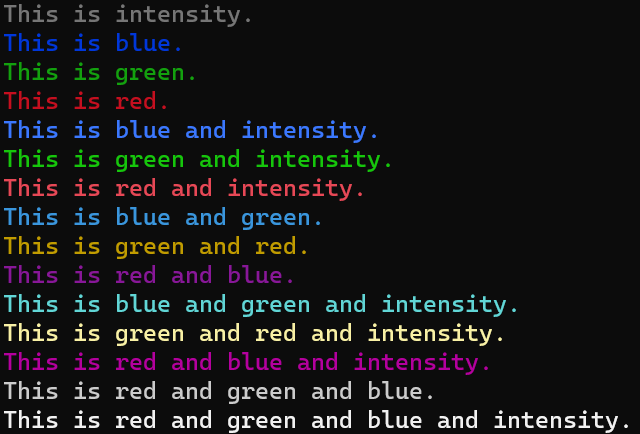 This is intensity.
This is blue.
This is green.
This is red.
This is blue and intensity.
This is green and intensity.
This is red and intensity.
This is blue and green.
This is green and red.
This is red and blue.
This is blue and green and intensity.
This is green and red and intensity.
This is red and blue and intensity.
This is red and green and blue.
This is red and green and blue and intensity.